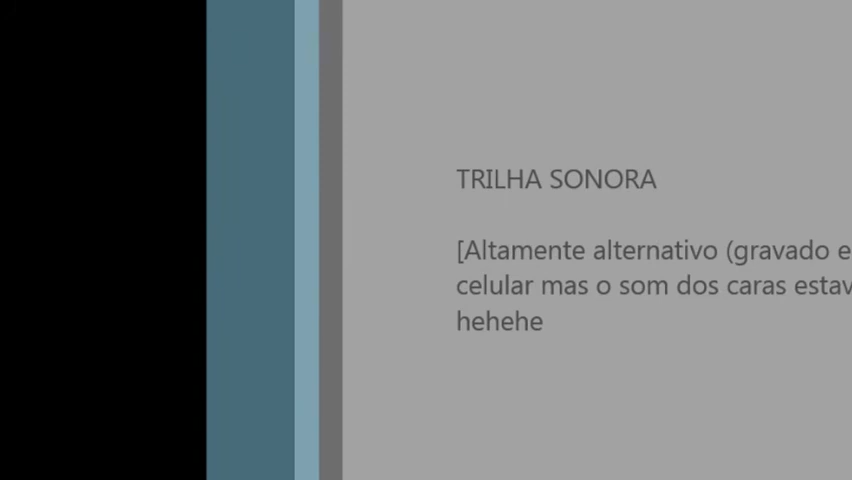 TRILHA SONORA
[Altamente alternativo (gravado e
celular mas o som dos caras estav
hehehe